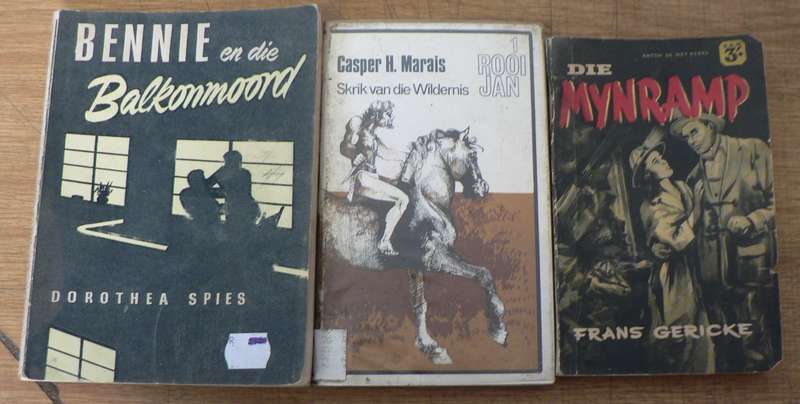 BENNIE en die
Balkonmoord
DOROTHEA SPIES
R
Casper H. Marais
Skrik van die Wildernis
1
ROOI
JAN
3D
DIE
MYNRAMP
FRANS GERICKE